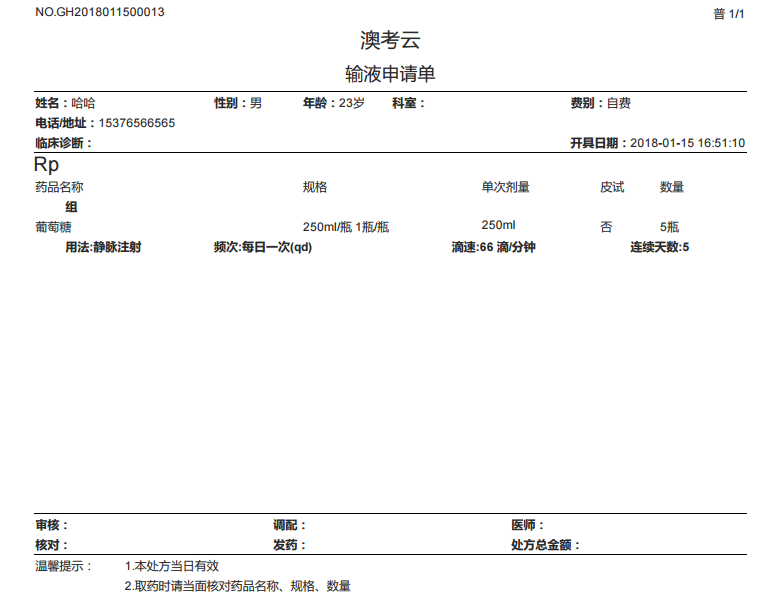 NO.GH2018011500013 普 1/1
澳考云
输液申请单
姓名：哈哈 性别：男 年龄：23岁 科室： 费别：自费
电话/地址：15376566565
临床诊断： 开具日期：2018-01-15 16:51:10
Rp
药品名称 规格 单次剂量 皮试 数量
组
葡萄糖 250ml/瓶 1瓶/瓶 250ml 否 5瓶
用法:静脉注射 频次:每日一次(qd) 滴速:66 滴/分钟 连续天数:5
审核： 调配： 医师：
核对： 发药： 处方总金额：
温馨提示： 1.本处方当日有效
2.取药时请当面核对药品名称、规格、数量